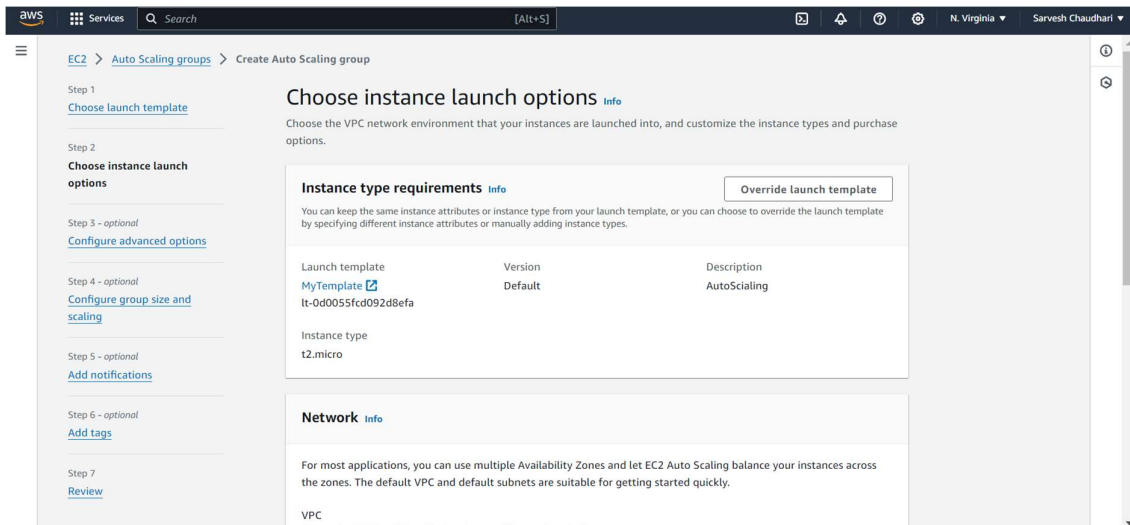 aws
Services
Search
[Alt+S]
N. Virginia
Sarvesh Chaudhari
EC2 > Auto Scaling groups > Create Auto Scaling group
Step 1
Choose launch template
Step 2
Choose instance launch
options
Step 3 - optional
Configure advanced options
Step 4 - optional
Configure group size and
scaling
Step 5 - optional
Add notifications
Step 6 - optional
Add tags
Step 7
Review
Choose instance launch options Info
Choose the VPC network environment that your instances are launched into, and customize the instance types and purchase
options.
Instance type requirements Info
Override launch template
You can keep the same instance attributes or instance type from your launch template, or you can choose to override the launch template
by specifying different instance attributes or manually adding instance types.
Launch template
MyTemplate
lt-0d0055fcd092d8efa
Version
Default
Description
AutoScialing
Instance type
t2.micro
Network Info
For most applications, you can use multiple Availability Zones and let EC2 Auto Scaling balance your instances across
the zones. The default VPC and default subnets are suitable for getting started quickly.
VPC